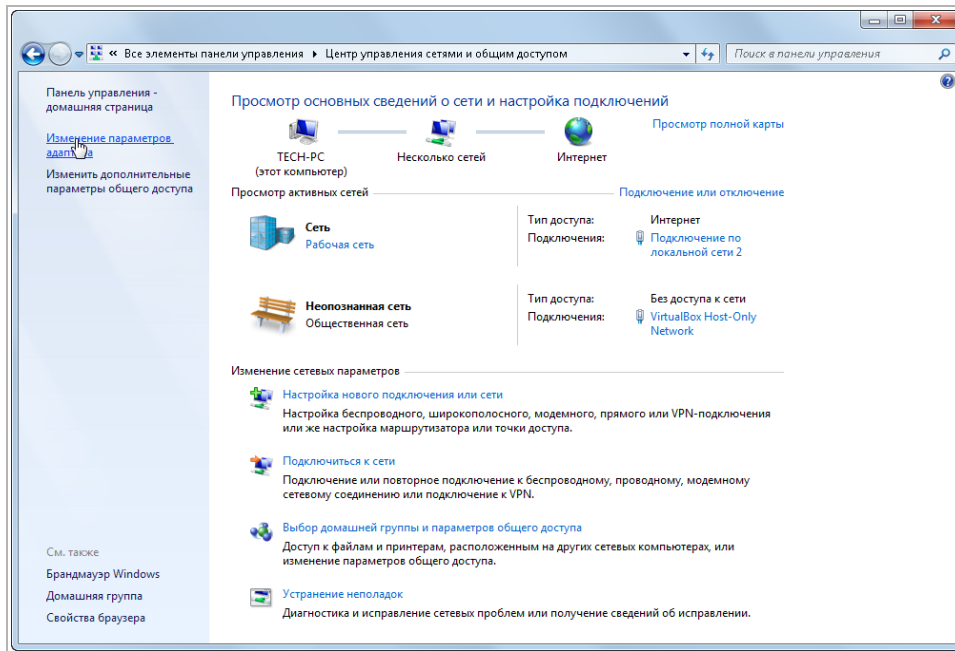 « Все элементы панели управления Центр управления сетями и общим доступом
Поиск в панели управления
Панель управления -
домашняя страница
Изменение параметров
адаптера
Изменить дополнительные
параметры общего доступа
Просмотр основных сведений о сети и настройка подключений
Просмотр полной карты
TECH-PC
(этот компьютер)
Несколько сетей
Интернет
Просмотр активных сетей
Подключение или отключение
Сеть
Рабочая сеть
Тип доступа: Интернет
Подключения: Подключение по
локальной сети 2
Неопознанная сеть
Общественная сеть
Тип доступа: Без доступа к сети
Подключения: VirtualBox Host-Only
Network
Изменение сетевых параметров
Настройка нового подключения или сети
Настройка беспроводного, широкополосного, модемного, прямого или VPN-подключения
или же настройка маршрутизатора или точки доступа.
Подключиться к сети
Подключение или повторное подключение к беспроводному, проводному, модемному
сетевому соединению или подключение к VPN.
Выбор домашней группы и параметров общего доступа
Доступ к файлам и принтерам, расположенным на других сетевых компьютерах, или
изменение параметров общего доступа.
Устранение неполадок
Диагностика и исправление сетевых проблем или получение сведений об исправлении.
См. также
Брандмауэр Windows
Домашняя группа
Свойства браузера